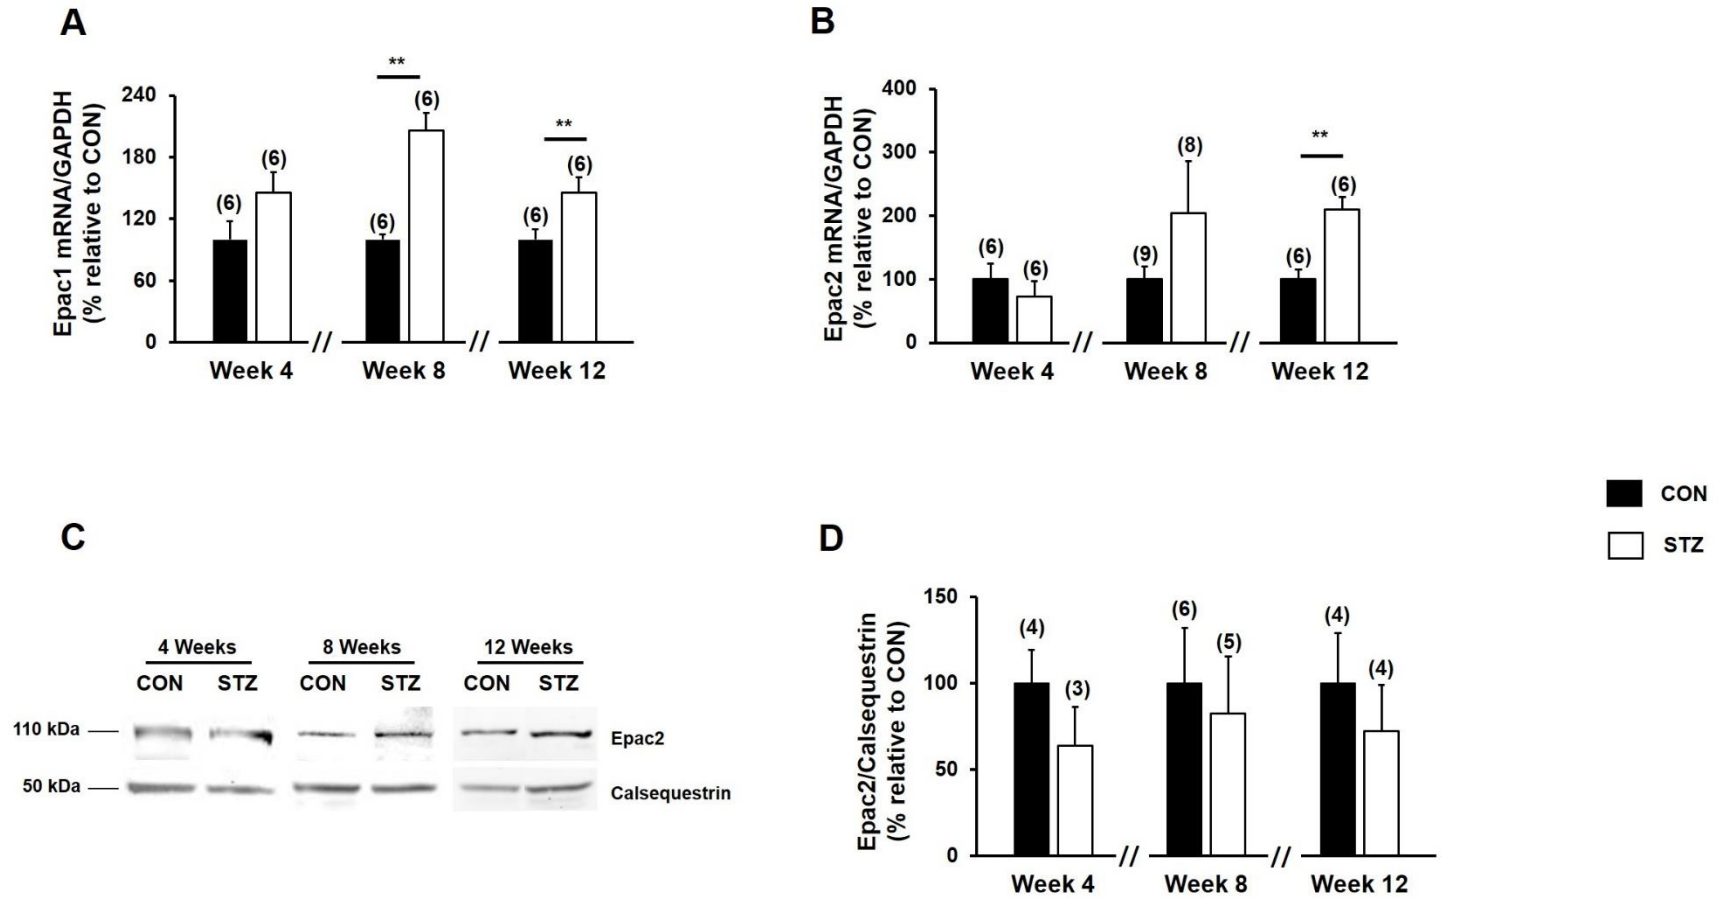 A
Epac1 mRNA/GAPDH
(% relative to CON)
240
180
120
60
0
(6)
(6)
**
(6)
(6)
**
(6)
(6)
//
//
Week 4
Week 8
Week 12
B
Epac2 mRNA/GAPDH
(% relative to CON)
400
300
200
100
0
(6)
(6)
(9)
(8)
**
(6)
(6)
//
//
Week 4
Week 8
Week 12
CON
STZ
C
4 Weeks
8 Weeks
12 Weeks
CON STZ CON STZ CON STZ
110 kDa
Epac2
50 kDa
Calsequestrin
D
Epac2/Calsequestrin
(% relative to CON)
150
100
50
0
(4)
(3)
(6)
(5)
(4)
(4)
//
//
Week 4
Week 8
Week 12